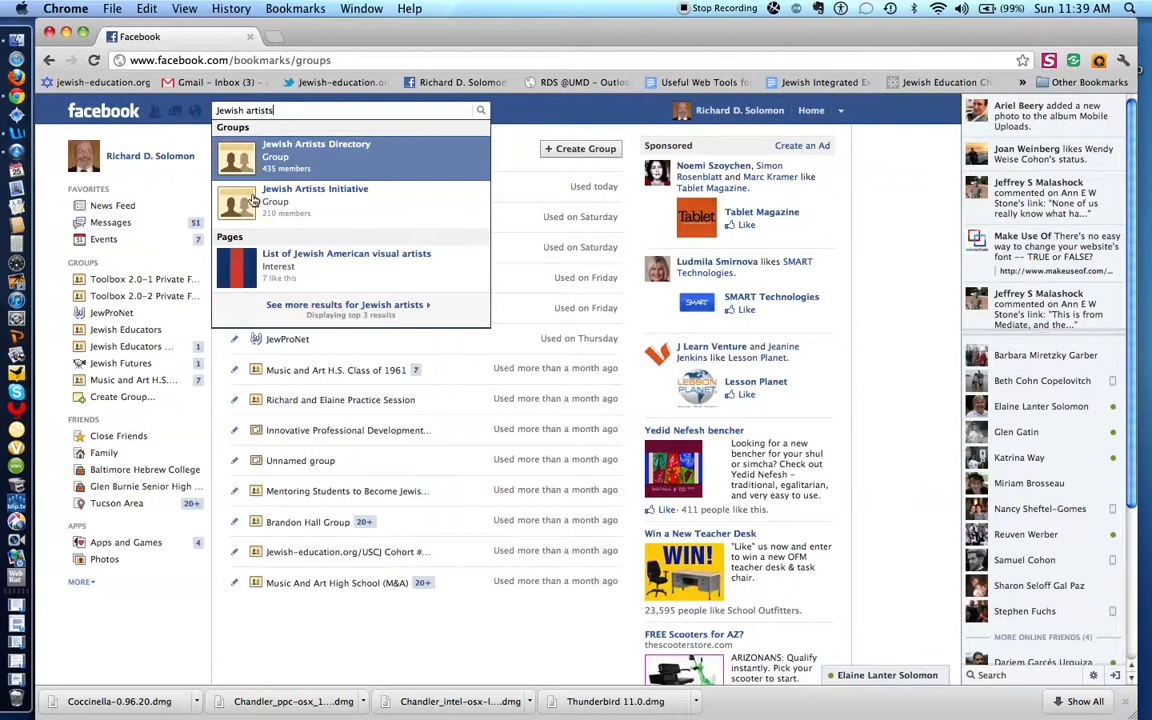 Chrome File Edit View History Bookmarks Window Help Stop Recording (99%) Sun 11:39 AM
Facebook
www.facebook.com/bookmarks/groups
jewish-education.org Gmail – Inbox (3) – ... jewish-education.org... Richard D. Solomon RDS @UMD – Outloo... Useful Web Tools fo... Jewish Integrated Ex... Jewish Education Ch... » Other Bookmarks
facebook
Jewish artists
Richard D. Solomon Home
Groups
Jewish Artists Directory
Group
435 members
Jewish Artists Initiative
Group
210 members
Pages
List of Jewish American visual artists
Interest
7 like this
See more results for Jewish artists
Displaying top 3 results
Richard D. Solomon
FAVORITES
News Feed
Messages 51
Events 7
GROUPS
Toolbox 2.0-1 Private F...
Toolbox 2.0-2 Private F...
JewProNet
Jewish Educators
Jewish Educators ... 1
Jewish Futures 1
Music and Art H.S.... 7
Create Group...
FRIENDS
Close Friends
Family
Baltimore Hebrew College
Glen Burnie Senior High ...
Tucson Area 20+
APPS
Apps and Games 4
Photos
MORE
+ Create Group
Used today
Used on Saturday
Used on Saturday
Used on Friday
Used on Friday
JewProNet Used on Thursday
Music and Art H.S. Class of 1961 7 Used more than a month ago
Richard and Elaine Practice Session Used more than a month ago
Innovative Professional Development... Used more than a month ago
Unnamed group Used more than a month ago
Mentoring Students to Become Jewis... Used more than a month ago
Brandon Hall Group 20+ Used more than a month ago
Jewish-education.org/USCJ Cohort #... Used more than a month ago
Music And Art High School (M&A) 20+ Used more than a month ago
Sponsored Create an Ad
Noemi Szoychen, Simon
Rosenblatt and Marc Kramer like
Tablet Magazine.
Tablet
Tablet Magazine
Like
Ludmila Smirnova likes SMART
Technologies.
SMART
SMART Technologies
Like
J Learn Venture and Jeanine
Jenkins like Lesson Planet.
Lesson Planet
Like
Yedid Nefesh bencher
Looking for a new
bencher for your shul
or simcha? Check out
Yedid Nefesh –
traditional, egalitarian,
and very easy to use.
Like · 411 people like this.
Win a New Teacher Desk
WIN!
"Like" us now and enter
to win a new OFM
teacher desk & task
chair.
23,595 people like School Outfitters.
FREE Scooters for AZ?
thescooterstore.com
ARIZONANS: Qualify
instantly. Pick your
scooter to start.
Ariel Beery added a new
photo to the album Mobile
Uploads.
Joan Weinberg likes Wendy
Weise Cohen's status.
Jeffrey S Malashock
commented on Ann E W
Stone's link: "None of
us really know what ha..."
Make Use Of There's no easy
way to change your website's
font -- TRUE or FALSE?
http://www.makeuseof.com/...
Jeffrey S Malashock
commented on Ann E W
Stone's link: "This is from
Mediate, and the..."
Barbara Miretzky Garber
Beth Cohn Copelovitch
Elaine Lanter Solomon
Glen Gatin
Katrina Way
Miriam Brosseau
Nancy Sheftel-Gomes
Reuven Werber
Samuel Cohon
Sharon Seloff Gal Paz
Stephen Fuchs
MORE ONLINE FRIENDS (4)
Dariem Garcés Urquiza
Search
Elaine Lanter Solomon
Coccinella-0.96.20.dmg Chandler_ppc-osx_1....dmg Chandler_intel-osx-l....dmg Thunderbird 11.0.dmg Show All